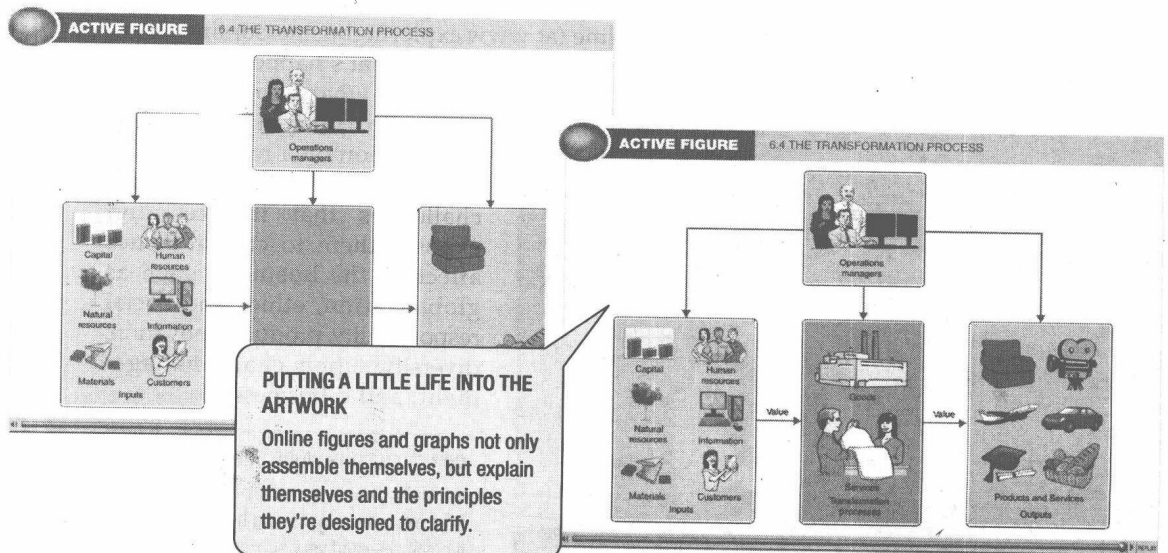 ACTIVE FIGURE 6.4 THE TRANSFORMATION PROCESS
Operations
managers
Capital
Human
resources
Natural
resources
Information
Materials
Customers
Inputs
PUTTING A LITTLE LIFE INTO THE
ARTWORK
Online figures and graphs not only
assemble themselves, but explain
themselves and the principles
they're designed to clarify.
ACTIVE FIGURE 6.4 THE TRANSFORMATION PROCESS
Operations
managers
Capital
Human
resources
Natural
resources
Information
Materials
Customers
Inputs
Value
Goods
Services
Transformation
processes
Value
Products and Services
Outputs